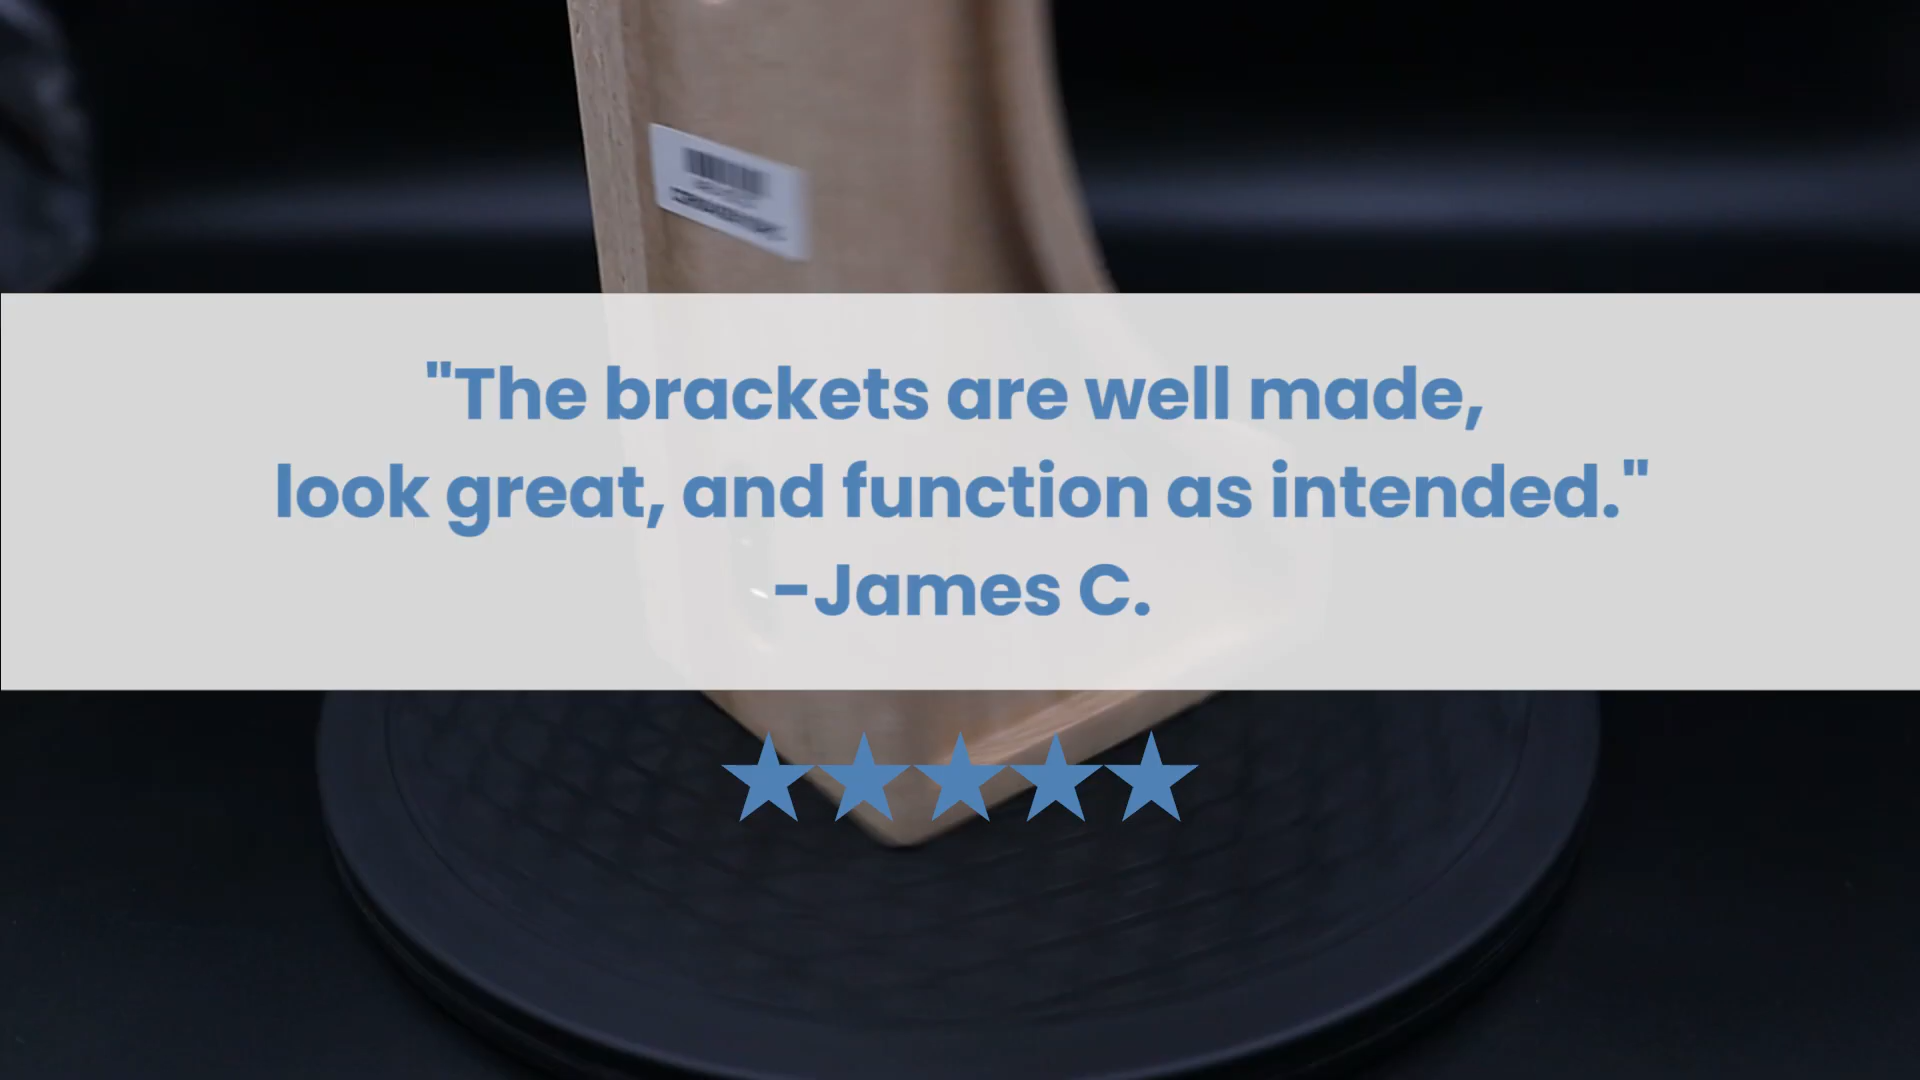 "The brackets are well made,
look great, and function as intended."
-James C.